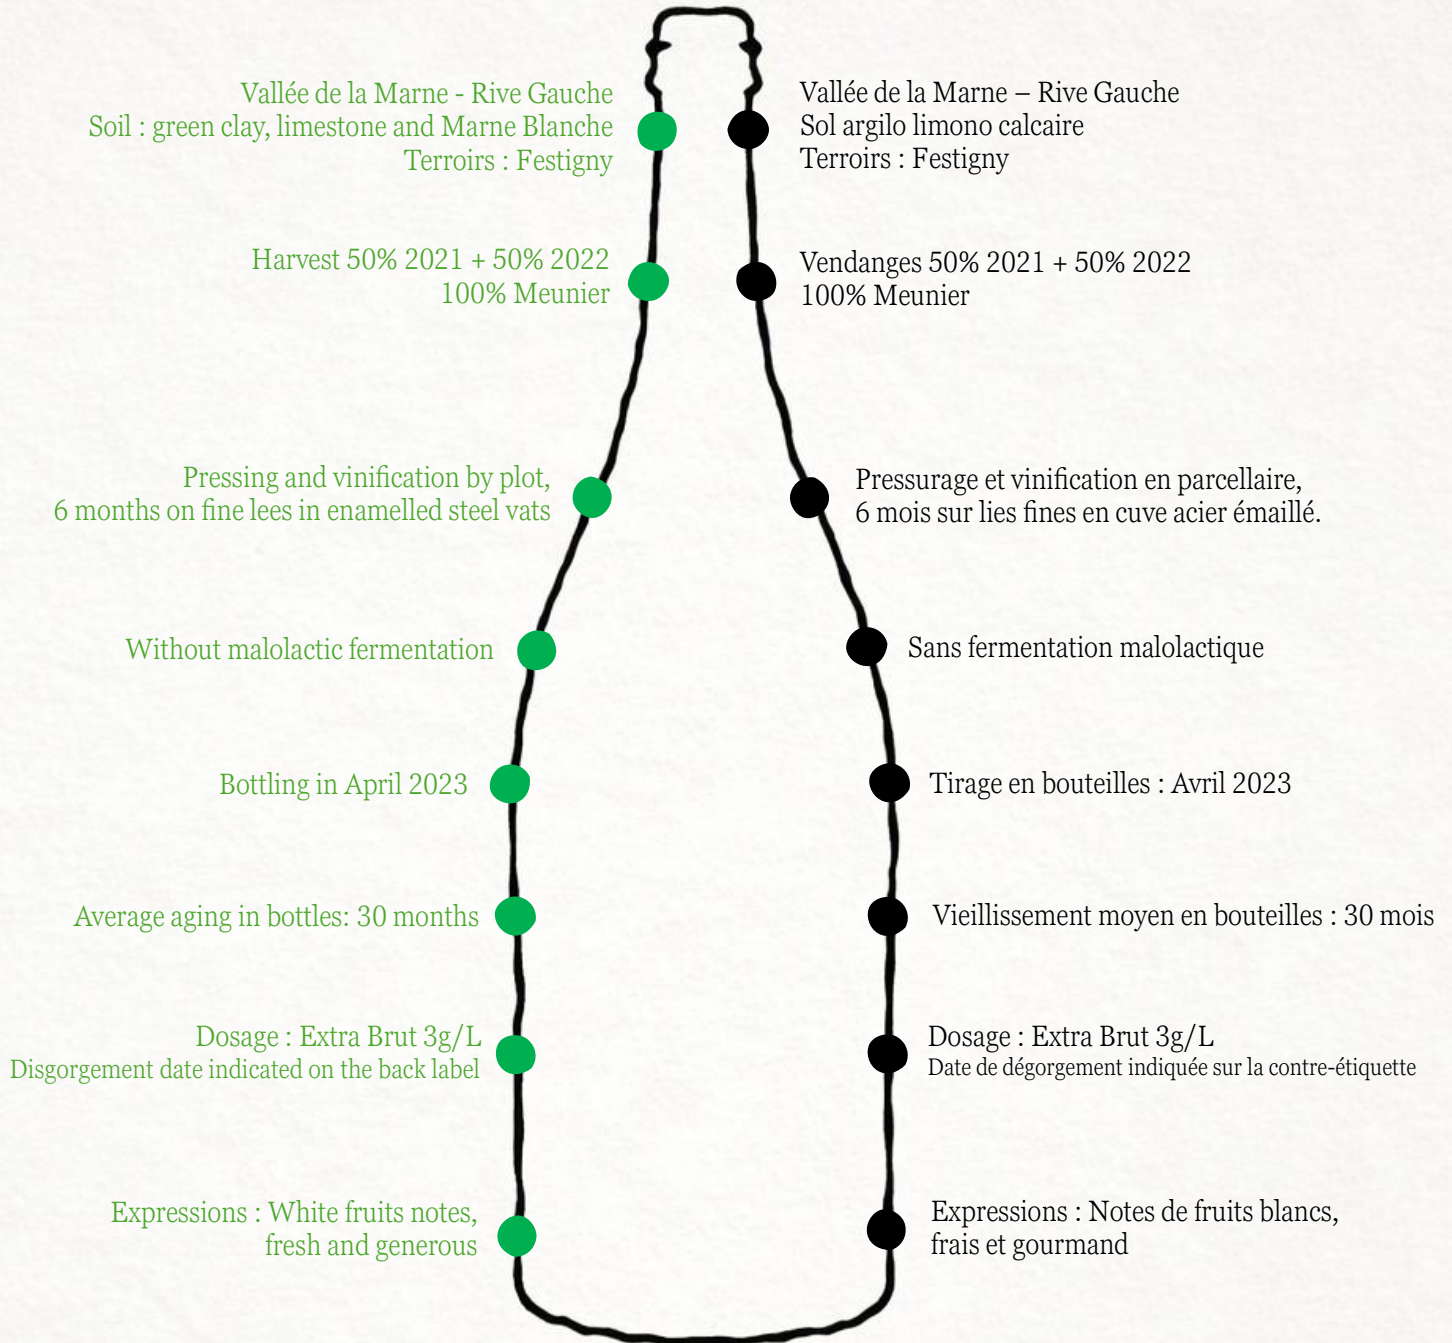 Vallée de la Marne - Rive Gauche
Soil : green clay, limestone and Marne Blanche
Terroirs : Festigny
Vallée de la Marne – Rive Gauche
Sol argilo limono calcaire
Terroirs : Festigny
Harvest 50% 2021 + 50% 2022
100% Meunier
Vendanges 50% 2021 + 50% 2022
100% Meunier
Pressing and vinification by plot,
6 months on fine lees in enamelled steel vats
Pressurage et vinification en parcellaire,
6 mois sur lies fines en cuve acier émaillé.
Without malolactic fermentation
Sans fermentation malolactique
Bottling in April 2023
Tirage en bouteilles : Avril 2023
Average aging in bottles: 30 months
Vieillissement moyen en bouteilles : 30 mois
Dosage : Extra Brut 3g/L
Disgorgement date indicated on the back label
Dosage : Extra Brut 3g/L
Date de dégorgement indiquée sur la contre-étiquette
Expressions : White fruits notes,
fresh and generous
Expressions : Notes de fruits blancs,
frais et gourmand